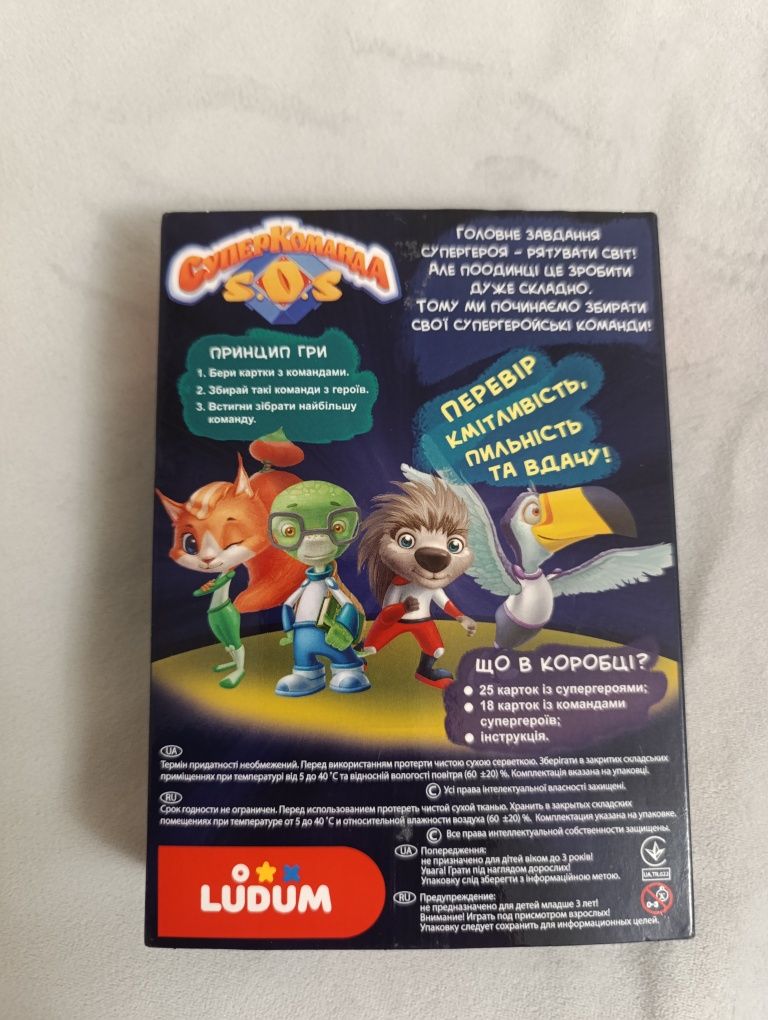 СУПЕРКОМАНДА
S.O.S
ГОЛОВНЕ ЗАВДАННЯ
СУПЕРГЕРОЯ – РЯТУВАТИ СВІТ!
АЛЕ ПООДИНЦІ ЦЕ ЗРОБИТИ
ДУЖЕ СКЛАДНО.
ТОМУ МИ ПОЧИНАЄМО ЗБИРАТИ
СВОЇ СУПЕРГЕРОЙСЬКІ КОМАНДИ!
ПРИНЦИП ГРИ
1. Бери картки з командами.
2. Збирай такі команди з героїв.
3. Встигни зібрати найбільшу
команду.
ПЕРЕВІР
КМІТЛИВІСТЬ,
ПИЛЬНІСТЬ
ТА ВДАЧУ!
ЩО В КОРОБЦІ?
25 карток із супергероями;
18 карток із командами
супергероїв;
інструкція.
UA
Термін придатності необмежений. Перед використанням протерти чистою сухою серветкою. Зберігати в закритих складських
приміщеннях при температурі від 5 до 40 °С та відносній вологості повітря (60 ±20) %. Комплектація вказана на упаковці.
© Усі права інтелектуальної власності захищені.
RU
Срок годности не ограничен. Перед использованием протереть чистой сухой тканью. Хранить в закрытых складских
помещениях при температуре от 5 до 40 °С и относительной влажности воздуха (60 ±20) %. Комплектация указана на упаковке.
© Все права интеллектуальной собственности защищены.
UA Попередження:
не призначено для дітей віком до 3 років!
Увага! Грати під наглядом дорослих!
Упаковку слід зберегти з інформаційною метою.
UA.TR.022
RU Предупреждение:
не предназначено для детей младше 3 лет!
Внимание! Играть под присмотром взрослых!
Упаковку следует сохранить для информационных целей.
0-3
LUDUM